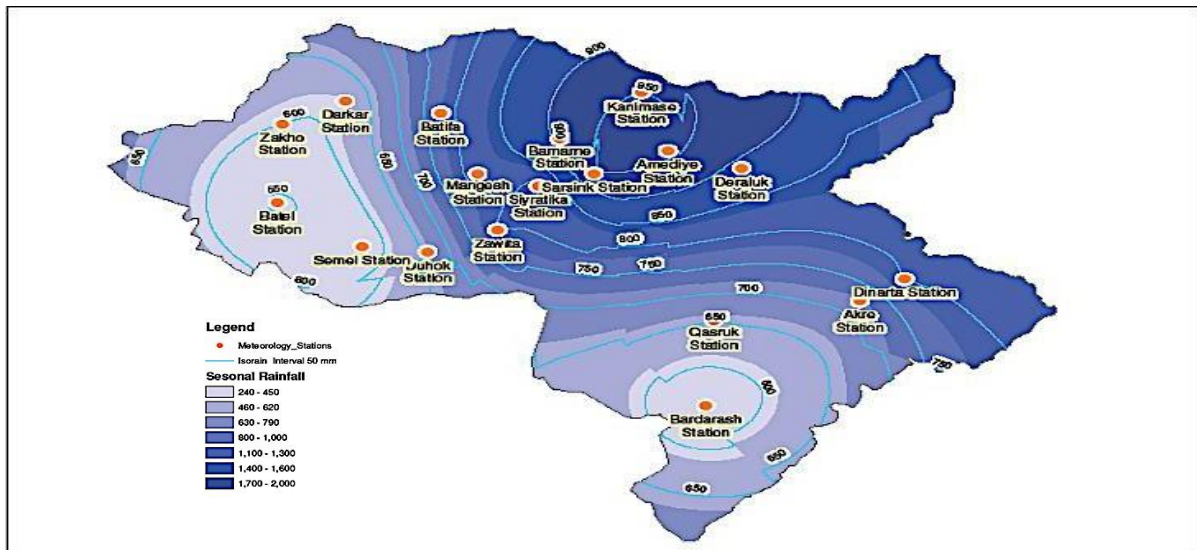 900
950
Kanimase
Station
600
Darkar
Station
Zakho
Station
Batifa
Station
900
Bamarne
Station
Amediye
Station
650
650
700
Mangesh
Station
Sarsink Station
Deraluk
Station
Siyratika
Station
550
Batel
Station
850
Zawita
Station
800
Semel Station
Duhok
Station
600
750
750
Dinarta Station
700
Akre
Station
650
Qasruk
Station
750
600
Bardarash
Station
650
650
Legend
Meteorology_Stations
Isorain Interval 50 mm
Sesonal Rainfall
240 - 450
460 - 620
630 - 790
800 - 1,000
1,100 - 1,300
1,400 - 1,600
1,700 - 2,000